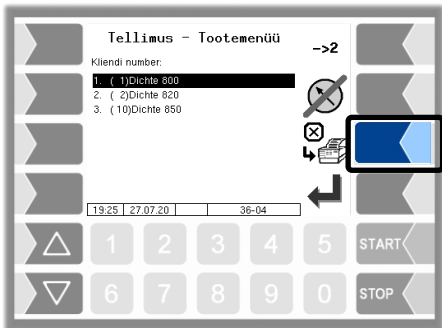 Tellimus - Tootemenüü
->2
Kliendi number:
1. ( 1)Dichte 800
2. ( 2)Dichte 820
3. ( 10)Dichte 850
19:25 27.07.20 36-04
1 2 3 4 5 START
6 7 8 9 0 STOP